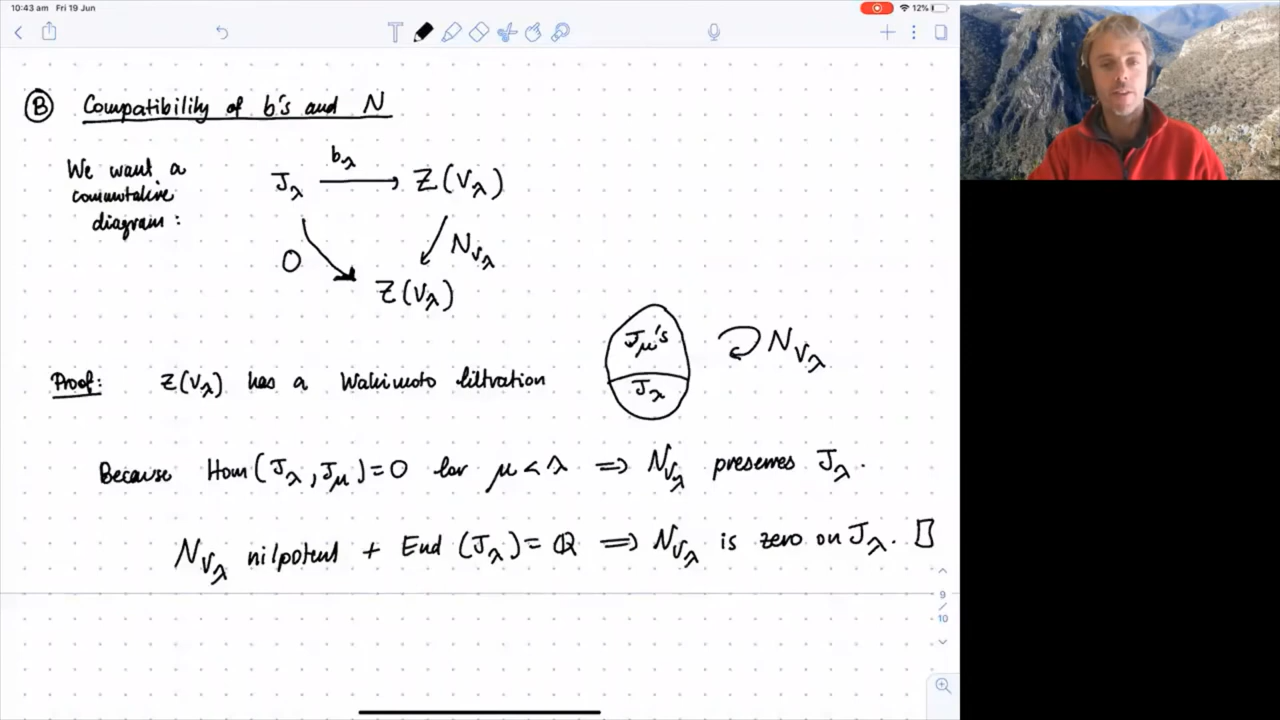 10:43 am Fri 19 Jun
12%
Ⓑ Compatibility of b's and N
We want a commutative diagram:
J_λ —b_λ→ Z(V_λ)
0 N_{V_λ}
Z(V_λ)
J_μ's
J_λ
N_{V_λ}
Proof: Z(V_λ) has a Wakimoto filtration
Because Hom(J_λ, J_μ) = 0 for μ < λ ⟹ N_{V_λ} preserves J_λ.
N_{V_λ} nilpotent + End(J_λ) = ℚ ⟹ N_{V_λ} is zero on J_λ. □
9
/
10